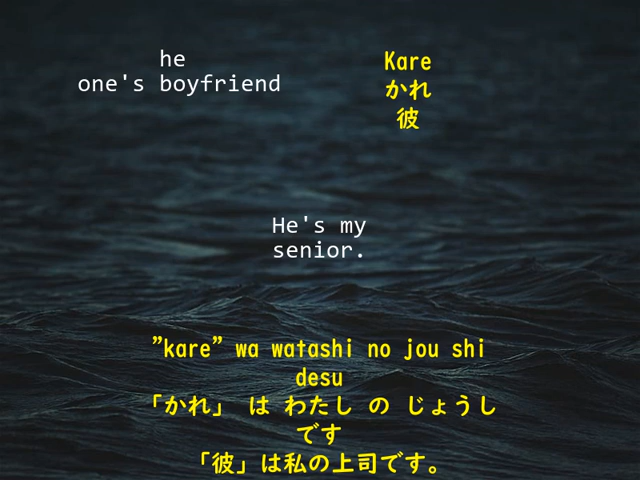 he
one's boyfriend
Kare
かれ
彼
He's my
senior.
”kare” wa watashi no jou shi
desu
「かれ」 は わたし の じょうし
です
「彼」は私の上司です。